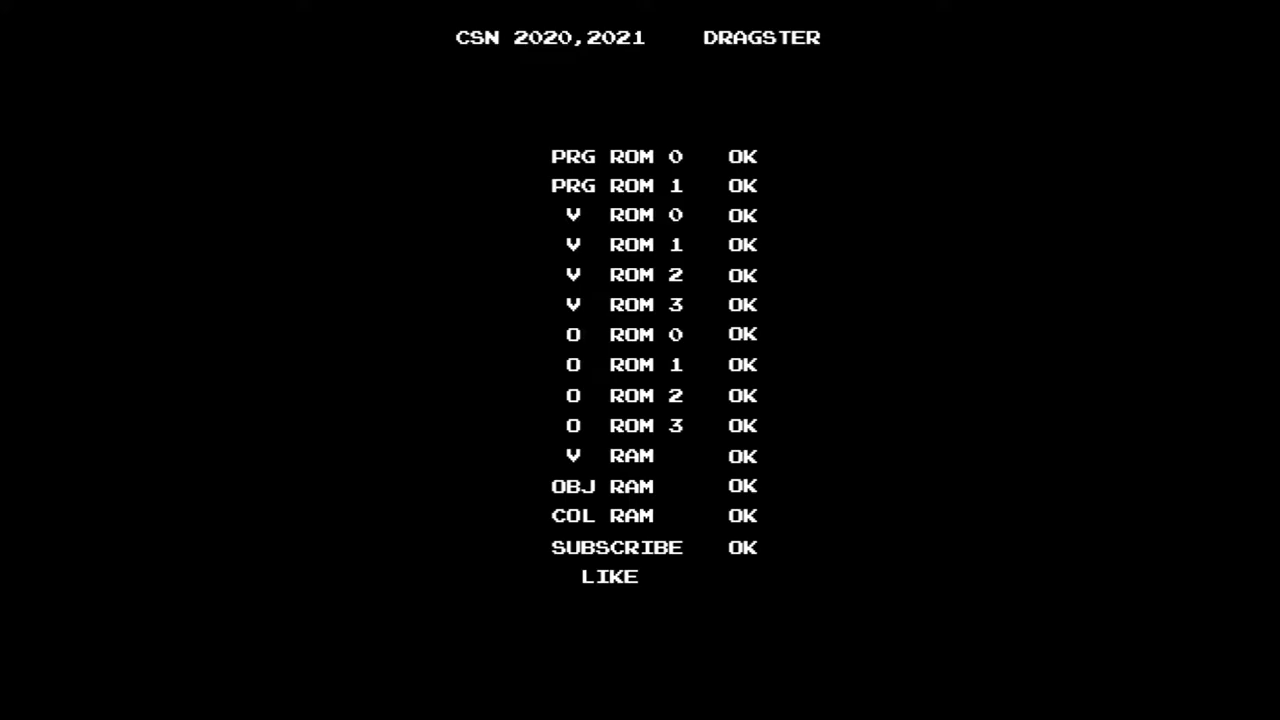 CSN 2020,2021 DRAGSTER
PRG ROM 0 OK
PRG ROM 1 OK
V ROM 0 OK
V ROM 1 OK
V ROM 2 OK
V ROM 3 OK
O ROM 0 OK
O ROM 1 OK
O ROM 2 OK
O ROM 3 OK
V RAM OK
OBJ RAM OK
COL RAM OK
SUBSCRIBE OK
LIKE